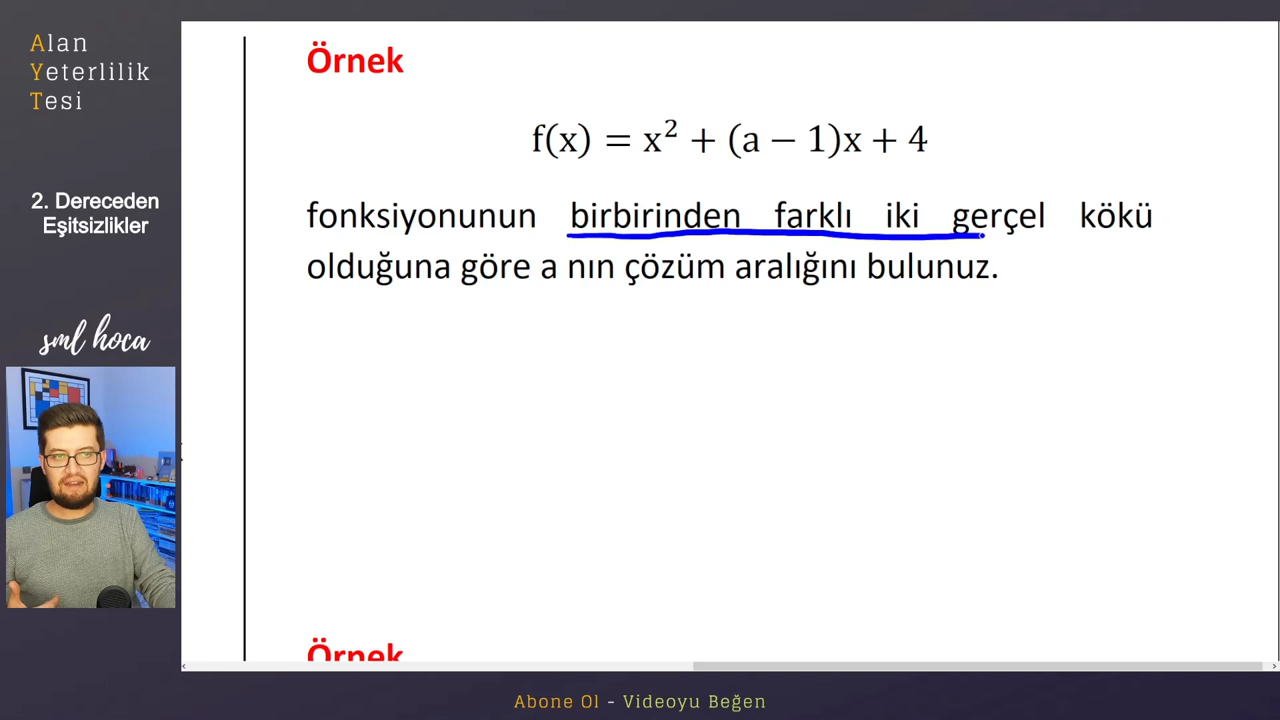 Alan
Yeterlilik
Tesi
2. Dereceden
Eşitsizlikler
sml hoca
Örnek
f(x) = x² + (a − 1)x + 4
fonksiyonunun birbirinden farklı iki gerçel kökü
olduğuna göre a nın çözüm aralığını bulunuz.
Örnek
Abone Ol - Videoyu Beğen